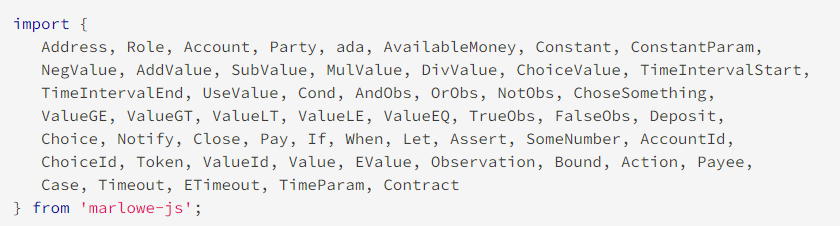 import {
Address, Role, Account, Party, ada, AvailableMoney, Constant, ConstantParam,
NegValue, AddValue, SubValue, MulValue, DivValue, ChoiceValue, TimeIntervalStart,
TimeIntervalEnd, UseValue, Cond, AndObs, OrObs, NotObs, ChoseSomething,
ValueGE, ValueGT, ValueLT, ValueLE, ValueEQ, TrueObs, FalseObs, Deposit,
Choice, Notify, Close, Pay, If, When, Let, Assert, SomeNumber, AccountId,
ChoiceId, Token, ValueId, Value, EValue, Observation, Bound, Action, Payee,
Case, Timeout, ETimeout, TimeParam, Contract
} from 'marlowe-js';